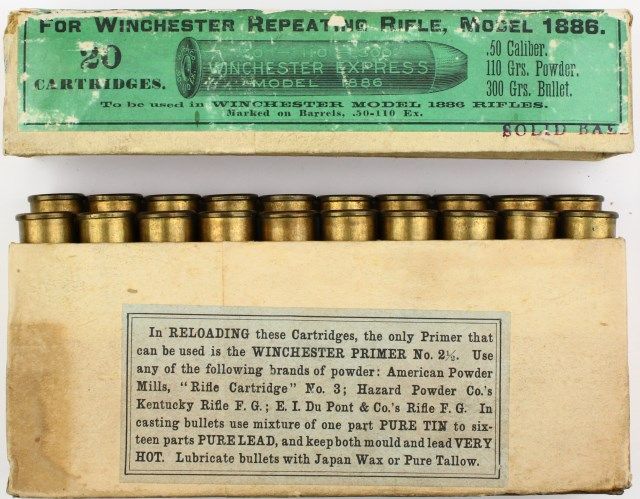 For Winchester Repeating Rifle, Model 1886.
20
CARTRIDGES.
WINCHESTER EXPRESS
MODEL 1886
.50 Caliber.
110 Grs. Powder.
300 Grs. Bullet.
To be used in WINCHESTER MODEL 1886 RIFLES.
Marked on Barrels, .50-110 Ex.
SOLID BALL
In RELOADING these Cartridges, the only Primer that
can be used is the WINCHESTER PRIMER No. 2½. Use
any of the following brands of powder: American Powder
Mills, "Rifle Cartridge" No. 3; Hazard Powder Co.'s
Kentucky Rifle F. G.; E. I. Du Pont & Co.'s Rifle F. G. In
casting bullets use mixture of one part PURE TIN to six-
teen parts PURE LEAD, and keep both mould and lead VERY
HOT. Lubricate bullets with Japan Wax or Pure Tallow.